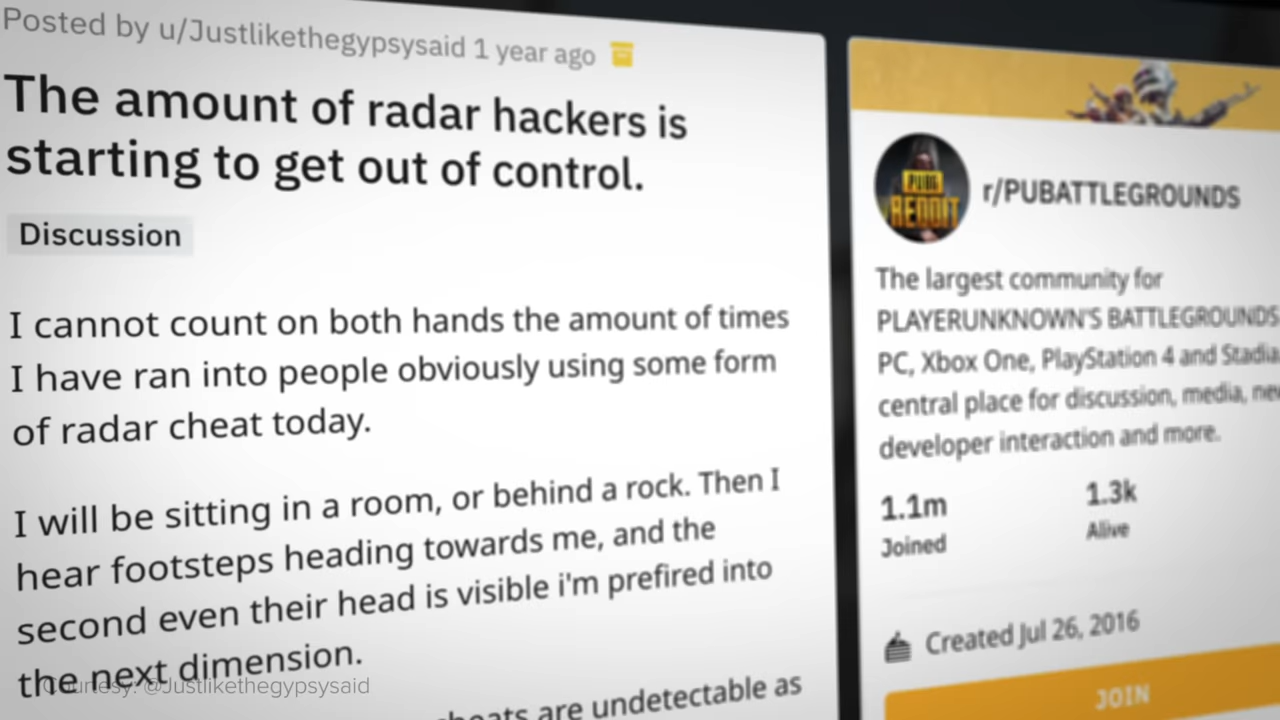 Posted by u/Justlikethegypsysaid 1 year ago
The amount of radar hackers is
starting to get out of control.
Discussion
I cannot count on both hands the amount of times
I have ran into people obviously using some form
of radar cheat today.
I will be sitting in a room, or behind a rock. Then I
hear footsteps heading towards me, and the
second even their head is visible i'm prefired into
the next dimension.
cheats are undetectable as
Courtesy: @Justlikethegypsysaid
PUBG
REDDIT
r/PUBATTLEGROUNDS
The largest community for
PLAYERUNKNOWN'S BATTLEGROUNDS
PC, Xbox One, PlayStation 4 and Stadia
central place for discussion, media,
developer interaction and more.
1.1m
1.3k
Joined
Alive
Created Jul 26, 2016
JOIN